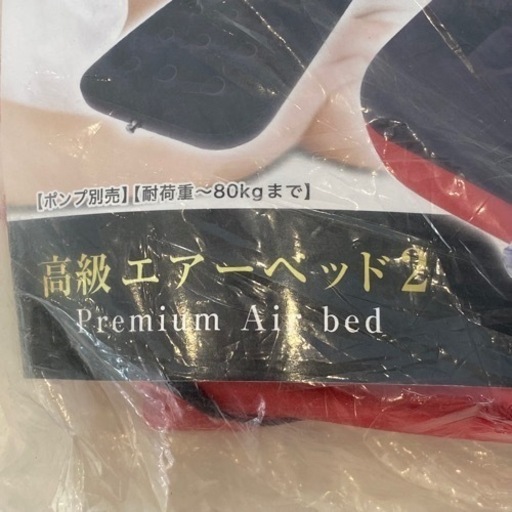 【ポンプ別売】【耐荷重〜80kgまで】
高級エアーベッド2
Premium Air bed